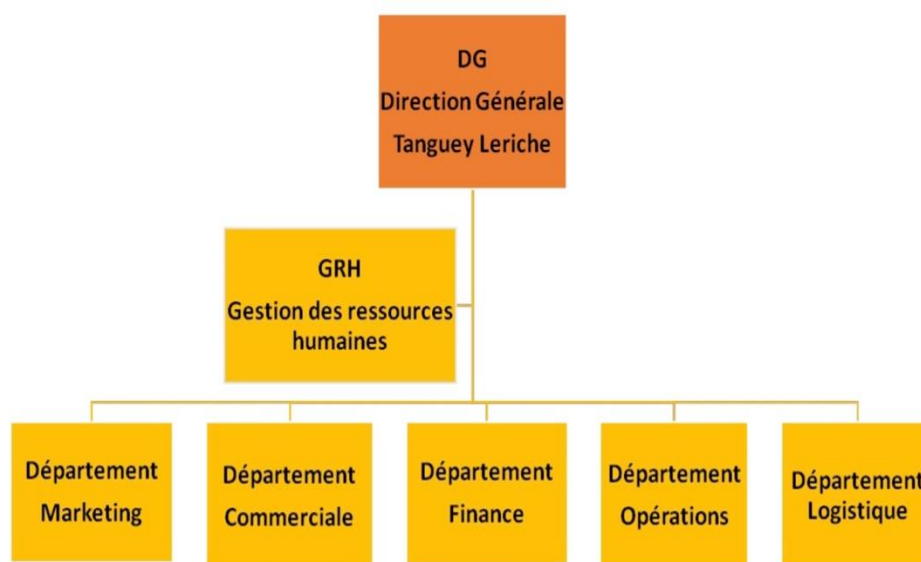 DG
Direction Générale
Tanguey Leriche
GRH
Gestion des ressources
humaines
Département
Marketing
Département
Commerciale
Département
Finance
Département
Opérations
Département
Logistique